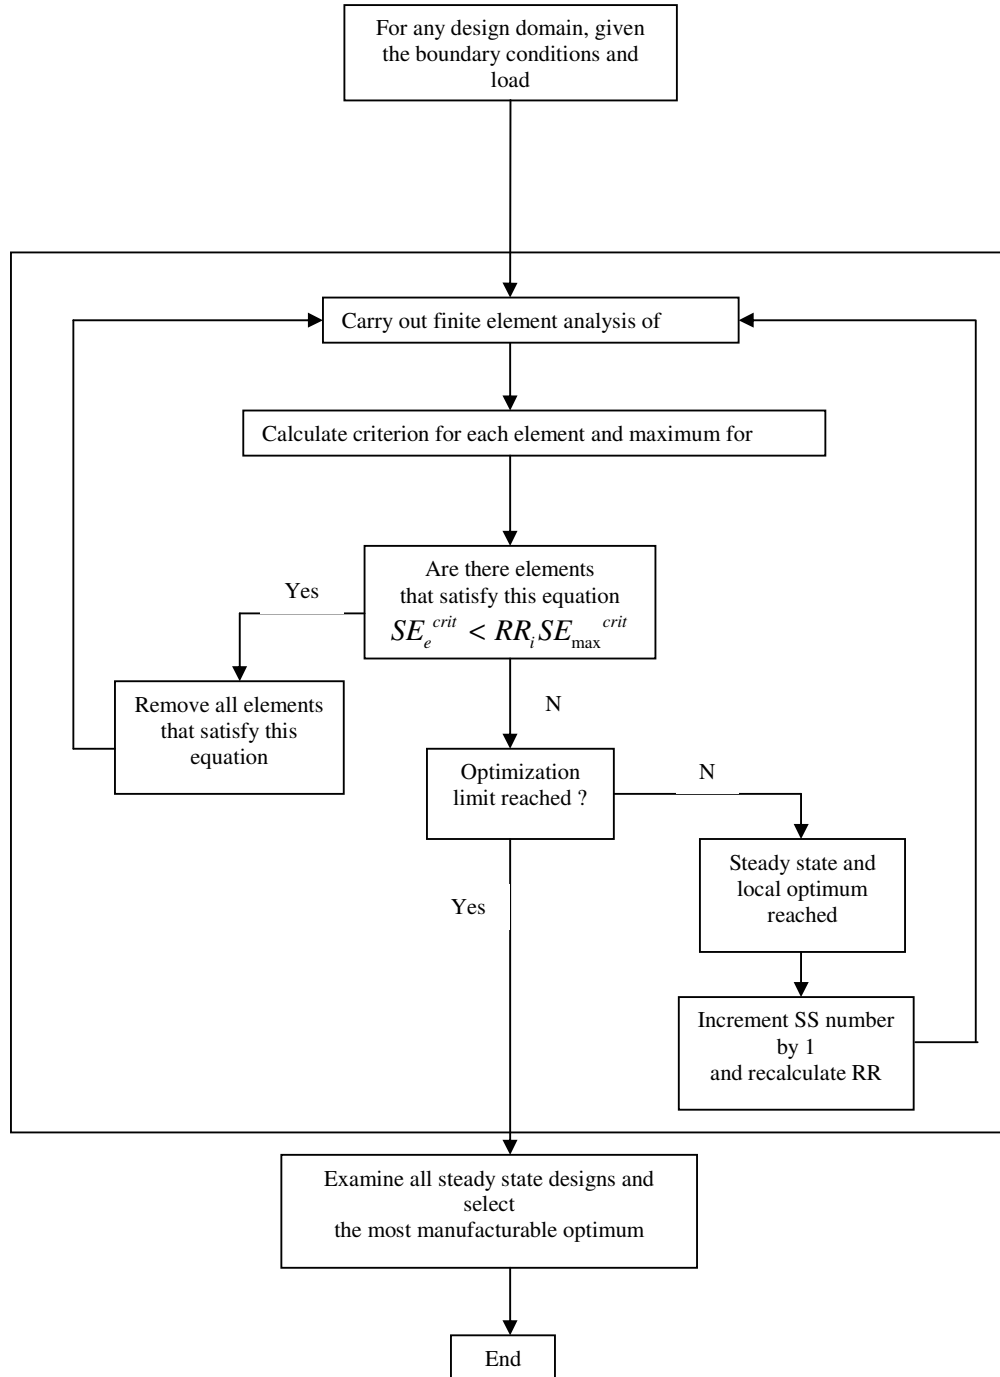 For any design domain, given
the boundary conditions and
load
Carry out finite element analysis of
Calculate criterion for each element and maximum for
Are there elements
that satisfy this equation
Yes
SE_e^{crit} < RR_i SE_{max}^{crit}
Remove all elements
that satisfy this
equation
N
Optimization
limit reached ?
N
Steady state and
local optimum
reached
Yes
Increment SS number
by 1
and recalculate RR
Examine all steady state designs and
select
the most manufacturable optimum
End